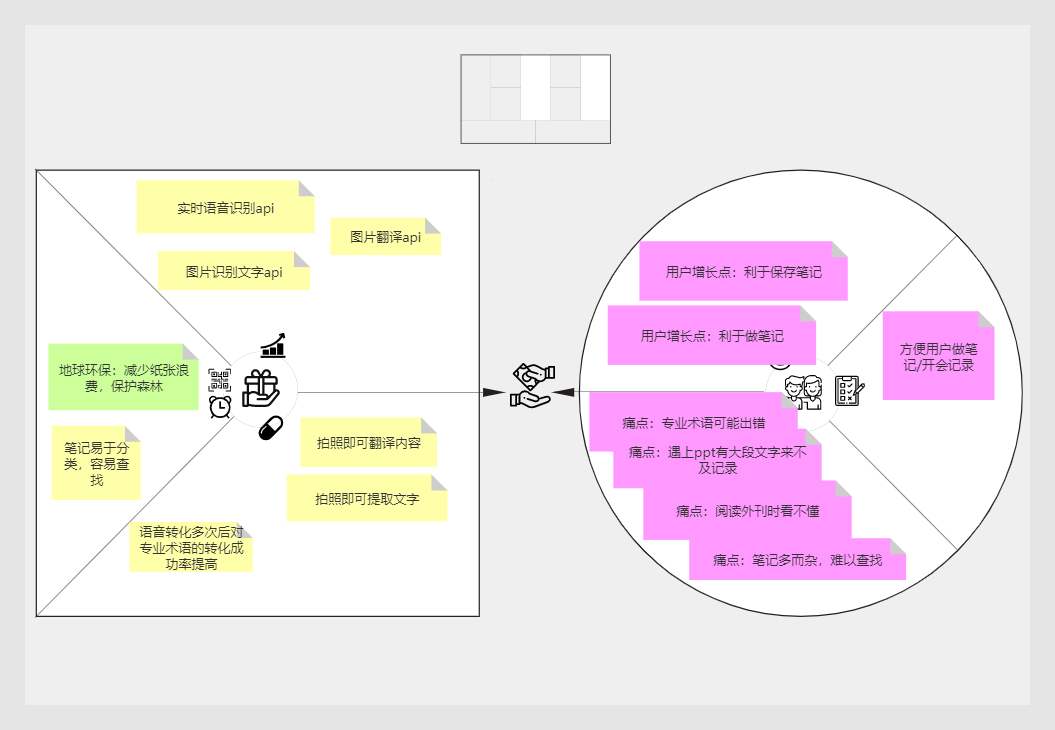 实时语音识别api
图片翻译api
图片识别文字api
地球环保：减少纸张浪
费，保护森林
笔记易于分
类，容易查
找
拍照即可翻译内容
拍照即可提取文字
语音转化多次后对
专业术语的转化成
功率提高
用户增长点：利于保存笔记
用户增长点：利于做笔记
方便用户做笔
记/开会记录
痛点：专业术语可能出错
痛点：遇上ppt有大段文字来不
及记录
痛点：阅读外刊时看不懂
痛点：笔记多而杂，难以查找